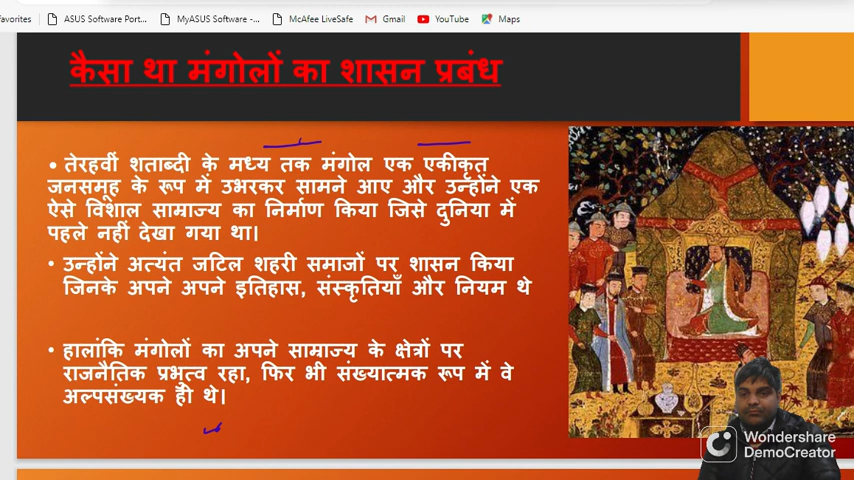 avorites
ASUS Software Port...
MyASUS Software -...
McAfee LiveSafe
Gmail
YouTube
Maps
कैसा था मंगोलों का शासन प्रबंध
• तेरहवीं शताब्दी के मध्य तक मंगोल एक एकीकृत
जनसमूह के रूप में उभरकर सामने आए और उन्होंने एक
ऐसे विशाल साम्राज्य का निर्माण किया जिसे दुनिया में
पहले नहीं देखा गया था।
• उन्होंने अत्यंत जटिल शहरी समाजों पर शासन किया
जिनके अपने अपने इतिहास, संस्कृतियाँ और नियम थे
• हालांकि मंगोलों का अपने साम्राज्य के क्षेत्रों पर
राजनैतिक प्रभुत्व रहा, फिर भी संख्यात्मक रूप में वे
अल्पसंख्यक ही थे।
Wondershare
DemoCreator